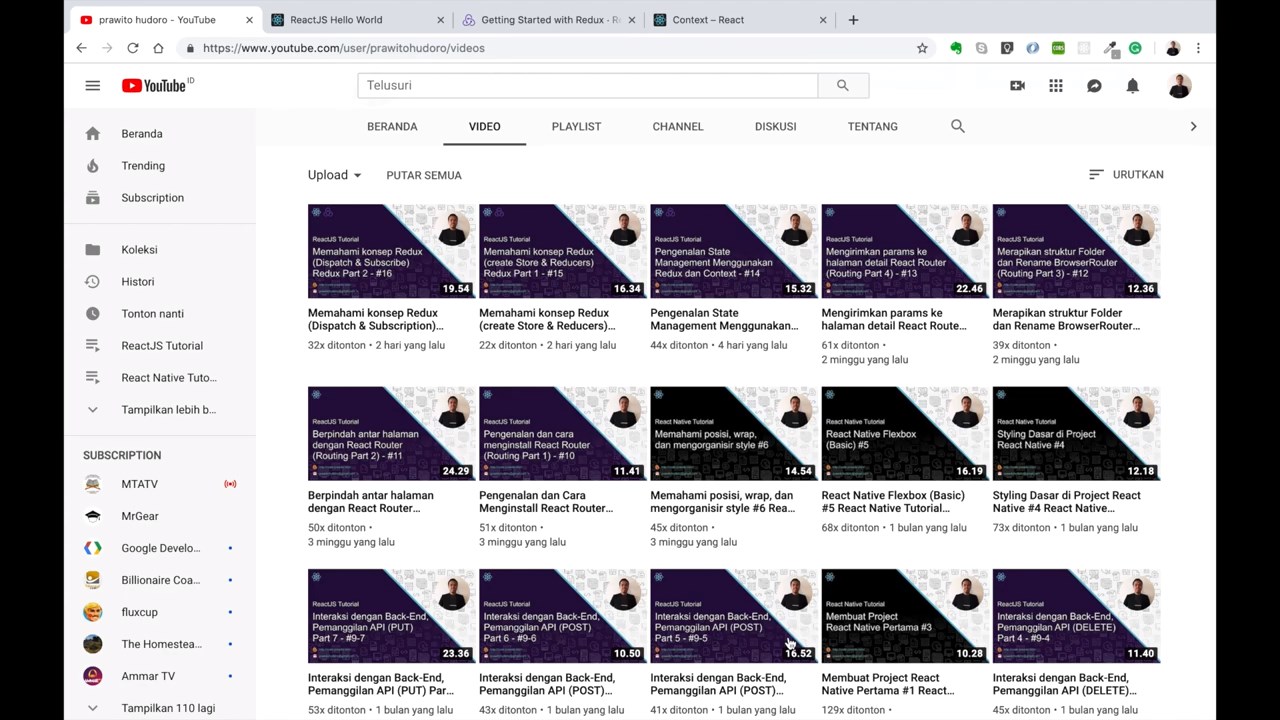 prawito hudoro - YouTube
ReactJS Hello World
Getting Started with Redux - R
Context – React
https://www.youtube.com/user/prawitohudoro/videos
YouTube ID
Telusuri
BERANDA VIDEO PLAYLIST CHANNEL DISKUSI TENTANG
Beranda
Trending
Subscription
Koleksi
Histori
Tonton nanti
ReactJS Tutorial
React Native Tuto...
Tampilkan lebih b...
SUBSCRIPTION
MTATV
MrGear
Google Develo...
Billionaire Coa...
fluxcup
The Homestea...
Ammar TV
Tampilkan 110 lagi
Upload PUTAR SEMUA URUTKAN
ReactJS Tutorial
Memahami konsep Redux
(Dispatch & Subscribe)
Redux Part 2 - #16
19.54
Memahami konsep Redux
(Dispatch & Subscription)...
32x ditonton • 2 hari yang lalu
ReactJS Tutorial
Memahami konsep Redux
(create Store & Reducers)
Redux Part 1 - #15
16.34
Memahami konsep Redux
(create Store & Reducers)...
22x ditonton • 2 hari yang lalu
ReactJS Tutorial
Pengenalan State
Management Menggunakan
Redux dan Context - #14
15.32
Pengenalan State
Management Menggunakan...
44x ditonton • 4 hari yang lalu
ReactJS Tutorial
Mengirimkan params ke
halaman detail React Router
(Routing Part 4) - #13
22.46
Mengirimkan params ke
halaman detail React Route...
61x ditonton •
2 minggu yang lalu
ReactJS Tutorial
Merapikan struktur Folder
dan Rename BrowserRouter
(Routing Part 3) - #12
12.36
Merapikan struktur Folder
dan Rename BrowserRouter...
39x ditonton •
2 minggu yang lalu
ReactJS Tutorial
Berpindah antar halaman
dengan React Router
(Routing Part 2) - #11
24.29
Berpindah antar halaman
dengan React Router...
50x ditonton •
3 minggu yang lalu
ReactJS Tutorial
Pengenalan dan cara
menginstall React Router
(Routing Part 1) - #10
11.41
Pengenalan dan Cara
Menginstall React Router...
51x ditonton •
3 minggu yang lalu
React Native Tutorial
Memahami posisi, wrap,
dan mengorganisir style #6
14.54
Memahami posisi, wrap, dan
mengorganisir style #6 Rea...
45x ditonton •
3 minggu yang lalu
React Native Tutorial
React Native Flexbox
(Basic) #5
16.19
React Native Flexbox (Basic)
#5 React Native Tutorial...
68x ditonton • 1 bulan yang lalu
React Native Tutorial
Styling Dasar di Project
React Native #4
12.18
Styling Dasar di Project React
Native #4 React Native...
73x ditonton • 1 bulan yang lalu
ReactJS Tutorial
Interaksi dengan Back-End,
Pemanggilan API (PUT)
Part 7 - #9-7
23.36
Interaksi dengan Back-End,
Pemanggilan API (PUT) Par...
53x ditonton • 1 bulan yang lalu
ReactJS Tutorial
Interaksi dengan Back-End,
Pemanggilan API (POST)
Part 6 - #9-6
10.50
Interaksi dengan Back-End,
Pemanggilan API (POST)...
43x ditonton • 1 bulan yang lalu
ReactJS Tutorial
Interaksi dengan Back-End,
Pemanggilan API (POST)
Part 5 - #9-5
16.52
Interaksi dengan Back-End,
Pemanggilan API (POST)...
41x ditonton • 1 bulan yang lalu
React Native Tutorial
Membuat Project
React Native Pertama #3
10.28
Membuat Project React
Native Pertama #1 React...
129x ditonton •
ReactJS Tutorial
Interaksi dengan Back-End,
Pemanggilan API (DELETE)
Part 4 - #9-4
11.40
Interaksi dengan Back-End,
Pemanggilan API (DELETE)...
45x ditonton • 1 bulan yang lalu